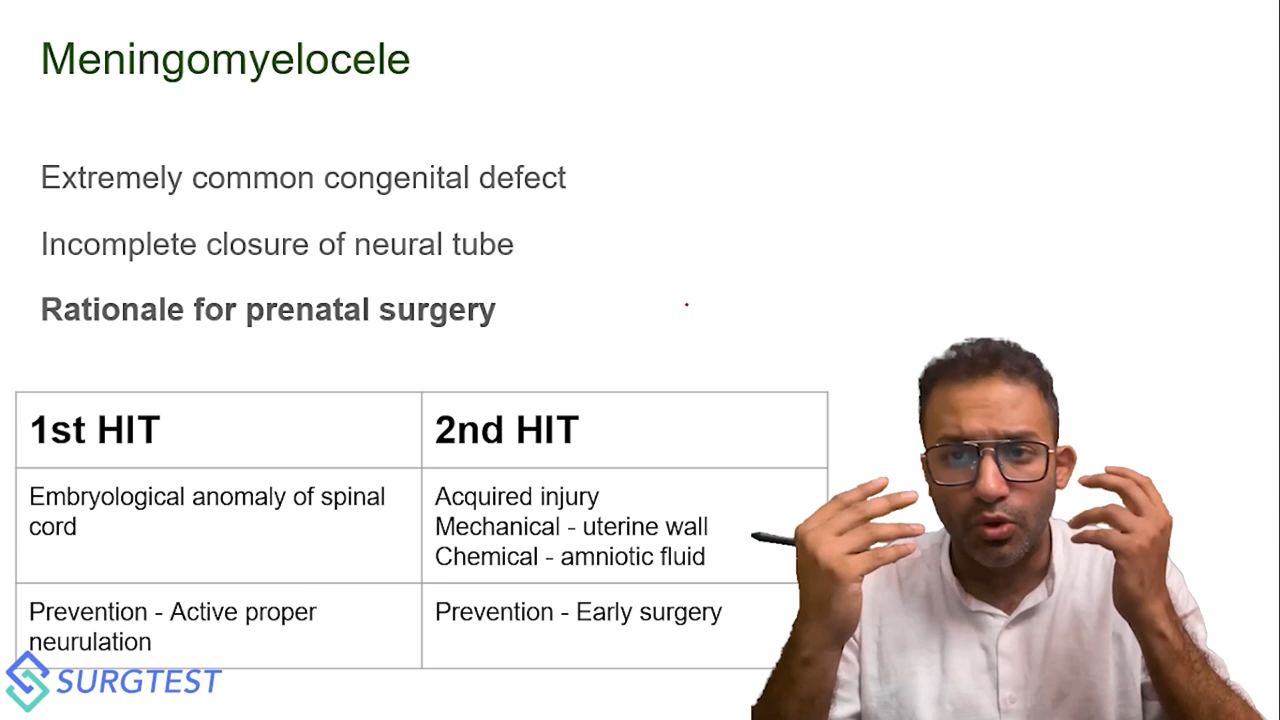 Meningomyelocele
Extremely common congenital defect
Incomplete closure of neural tube
Rationale for prenatal surgery
1st HIT
2nd HIT
Embryological anomaly of spinal
cord
Acquired injury
Mechanical - uterine wall
Chemical - amniotic fluid
Prevention - Active proper
neurulation
Prevention - Early surgery
SURGTEST